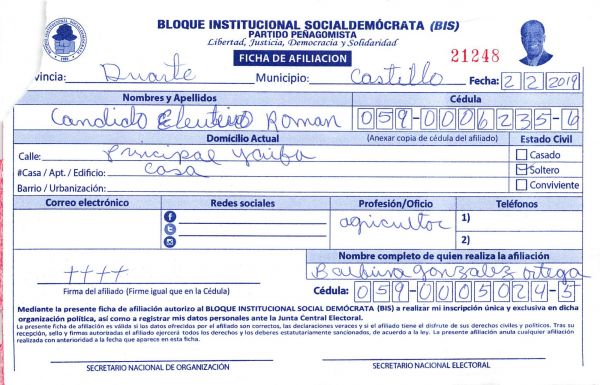 BLOQUE INSTITUCIONAL SOCIALDEMÓCRATA (BIS)
PARTIDO PEÑAGOMISTA
Libertad, Justicia, Democracia y Solidaridad
FICHA DE AFILIACION
21248
vincia: Duarte Municipio: Castillo Fecha: 2 2 2019
Nombres y Apellidos Cédula
Candido Eleuterio Roman 059-0006235-6
Domicilio Actual (Anexar copia de cédula del afiliado) Estado Civil
Calle: Principal Yaiba Casado
#Casa / Apt. / Edificio: Casa Soltero
Barrio / Urbanización: Conviviente
Correo electrónico Redes sociales Profesión/Oficio Teléfonos
agricultor 1)
2)
Nombre completo de quien realiza la afiliación
Balbina Gonzalez Ortega
Firma del afiliado (Firme igual que en la Cédula) Cédula: 059-0005024-5
Mediante la presente ficha de afiliación autorizo al BLOQUE INSTITUCIONAL SOCIAL DEMÓCRATA (BIS) a realizar mi inscripción única y exclusiva en dicha
organización política, así como a registrar mis datos personales ante la Junta Central Electoral.
La presente ficha de afiliación es válida si los datos ofrecidos por el afiliado son correctos, las declaraciones veraces y si el afiliado tiene el disfrute de sus derechos civiles y políticos. Tras su
recepción, sello y firmas autorizadas el afiliado ejercerá todos los derechos y los deberes estatutariamente sancionados, de acuerdo a la ley. La presente afiliación anula cualquier afiliación
realizada con anterioridad a la fecha que aparece en esta ficha.
SECRETARIO NACIONAL DE ORGANIZACIÓN SECRETARIO NACIONAL ELECTORAL